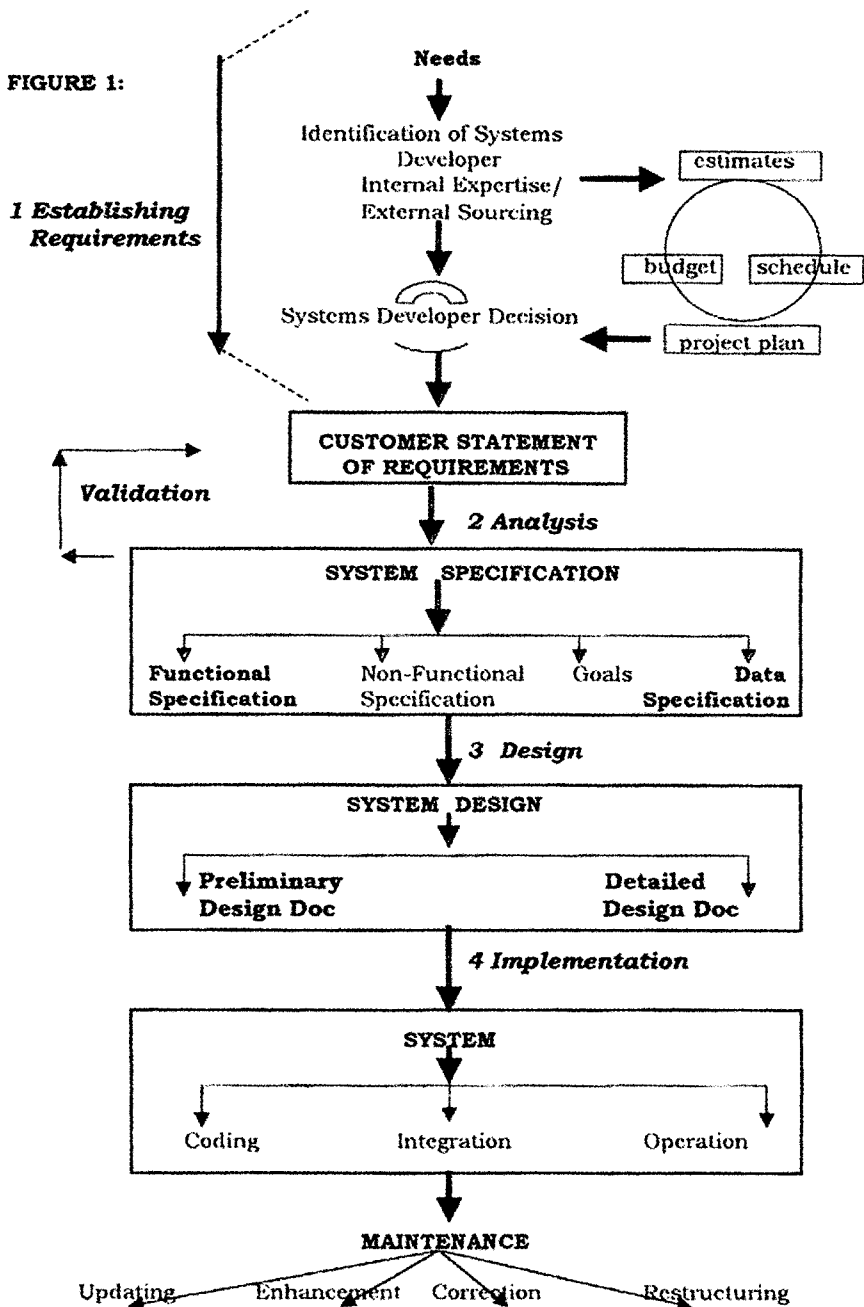 FIGURE 1:
Needs
Identification of Systems
Developer
Internal Expertise/
External Sourcing
estimates
budget
schedule
project plan
1 Establishing
Requirements
Systems Developer Decision
CUSTOMER STATEMENT
OF REQUIREMENTS
Validation
2 Analysis
SYSTEM SPECIFICATION
Functional
Specification
Non-Functional
Specification
Goals
Data
Specification
3 Design
SYSTEM DESIGN
Preliminary
Design Doc
Detailed
Design Doc
4 Implementation
SYSTEM
Coding
Integration
Operation
MAINTENANCE
Updating
Enhancement
Correction
Restructuring